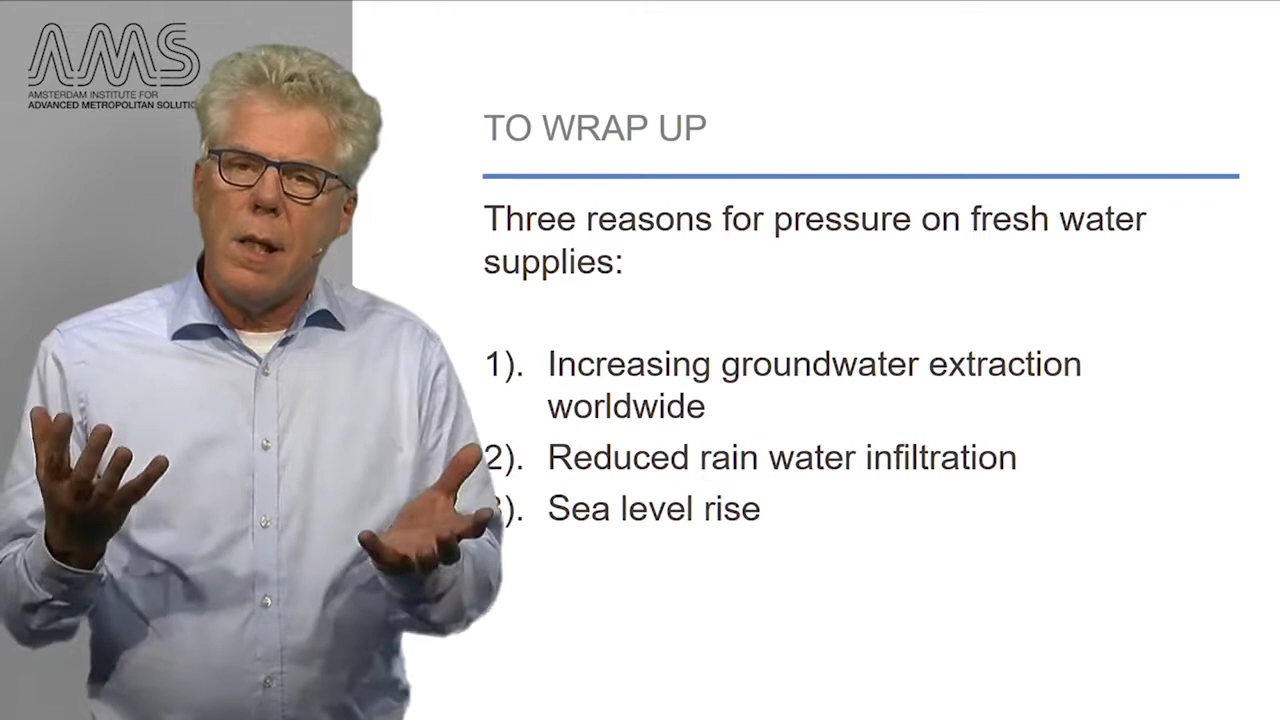 AMS
AMSTERDAM INSTITUTE FOR
ADVANCED METROPOLITAN
TO WRAP UP
Three reasons for pressure on fresh water
supplies:
1). Increasing groundwater extraction
worldwide
2). Reduced rain water infiltration
). Sea level rise